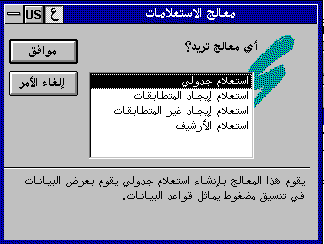 معالج الاستعلامات
ع
US
أي معالج تريد؟
موافق
إلغاء الأمر
استعلام جدولي
استعلام إيجاد المتطابقات
استعلام إيجاد غير المتطابقات
استعلام الأرشيف
يقوم هذا المعالج بإنشاء استعلام جدولي يقوم بعرض البيانات
في تنسيق مضغوط يماثل قواعد البيانات.